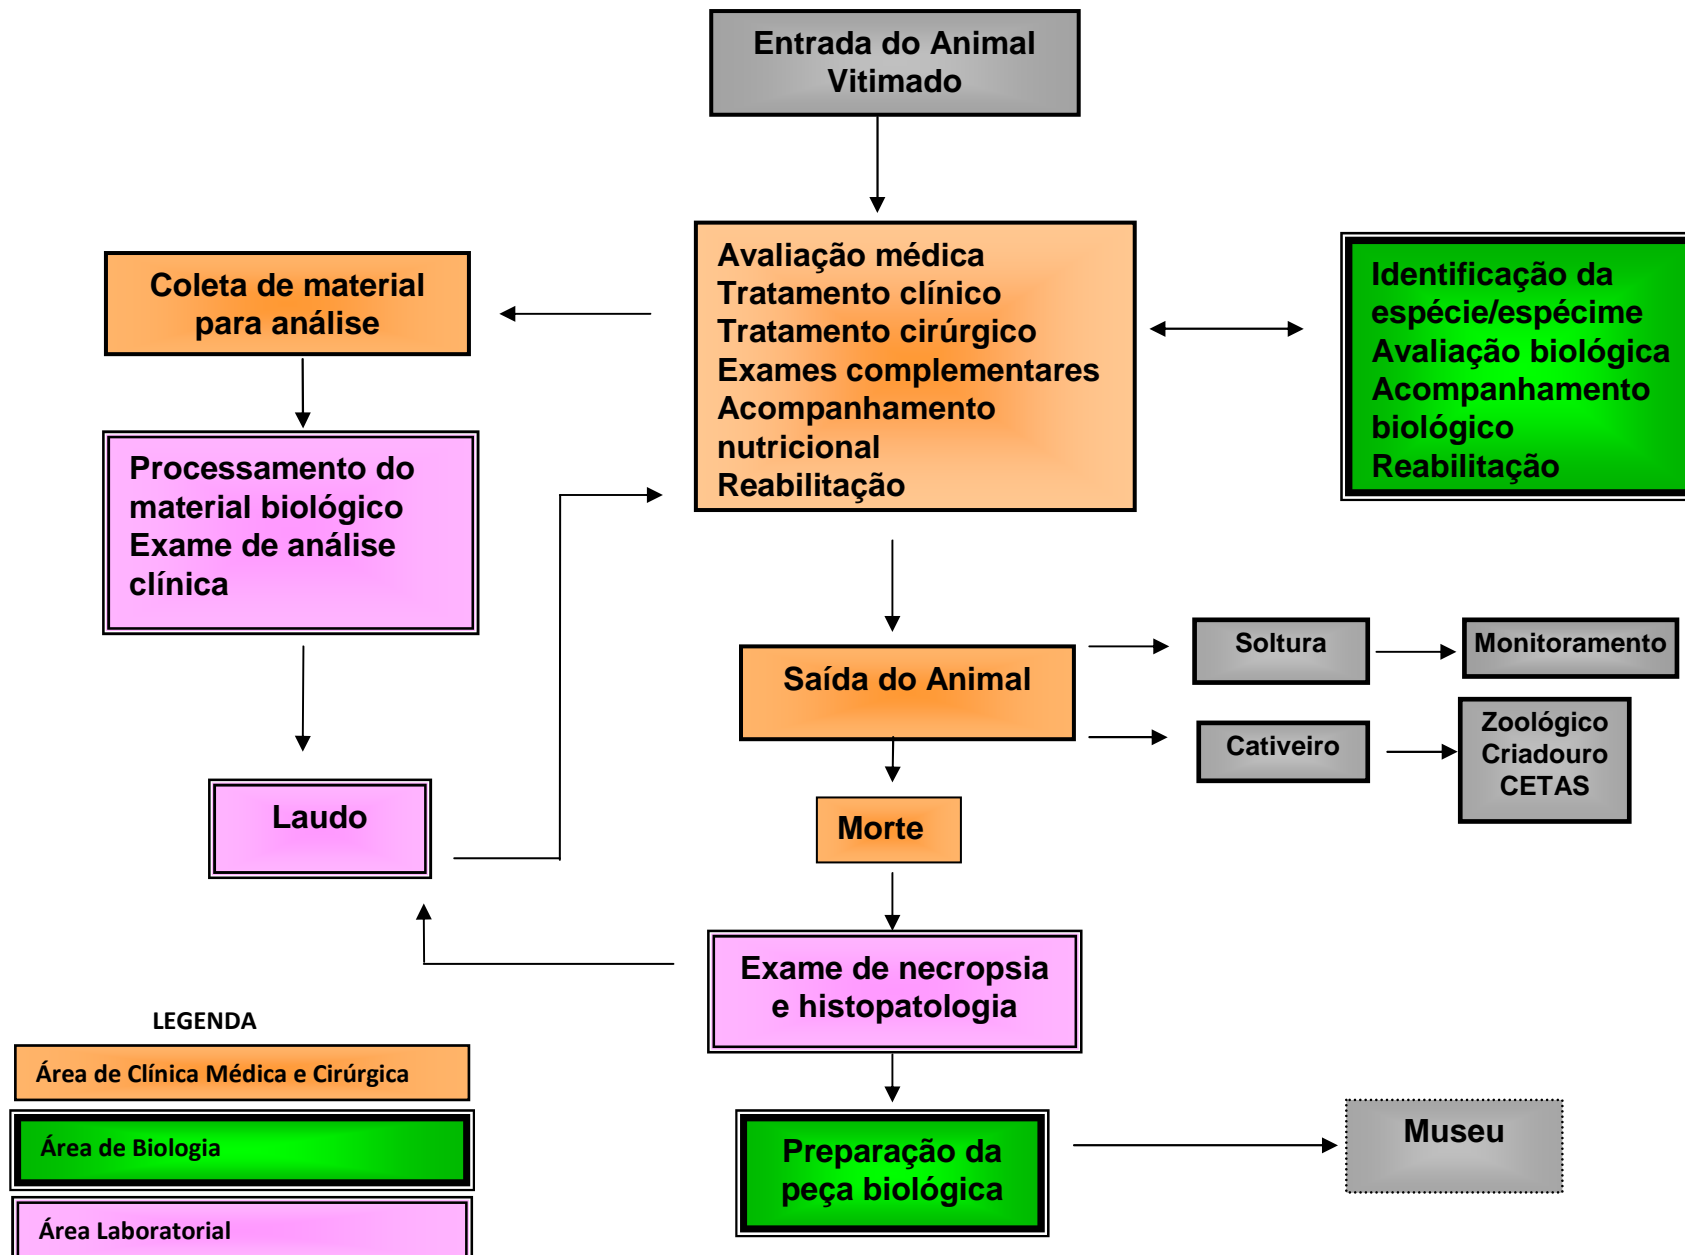 Entrada do Animal
Vitimado
Coleta de material
para análise
Avaliação médica
Tratamento clínico
Tratamento cirúrgico
Exames complementares
Acompanhamento
nutricional
Reabilitação
Identificação da
espécie/espécime
Avaliação biológica
Acompanhamento
biológico
Reabilitação
Processamento do
material biológico
Exame de análise
clínica
Saída do Animal
Soltura
Monitoramento
Cativeiro
Zoológico
Criadouro
CETAS
Laudo
Morte
Exame de necropsia
e histopatologia
Preparação da
peça biológica
Museu
LEGENDA
Área de Clínica Médica e Cirúrgica
Área de Biologia
Área Laboratorial